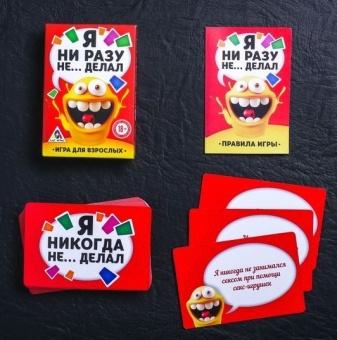 Я
НИ РАЗУ
НЕ... ДЕЛАЛ
18+
•ИГРА ДЛЯ ВЗРОСЛЫХ•
Я
НИ РАЗУ
НЕ... ДЕЛАЛ
•ПРАВИЛА ИГРЫ•
Я
НИКОГДА
НЕ... ДЕЛАЛ
Я никогда не занимался
сексом при помощи
секс-игрушек